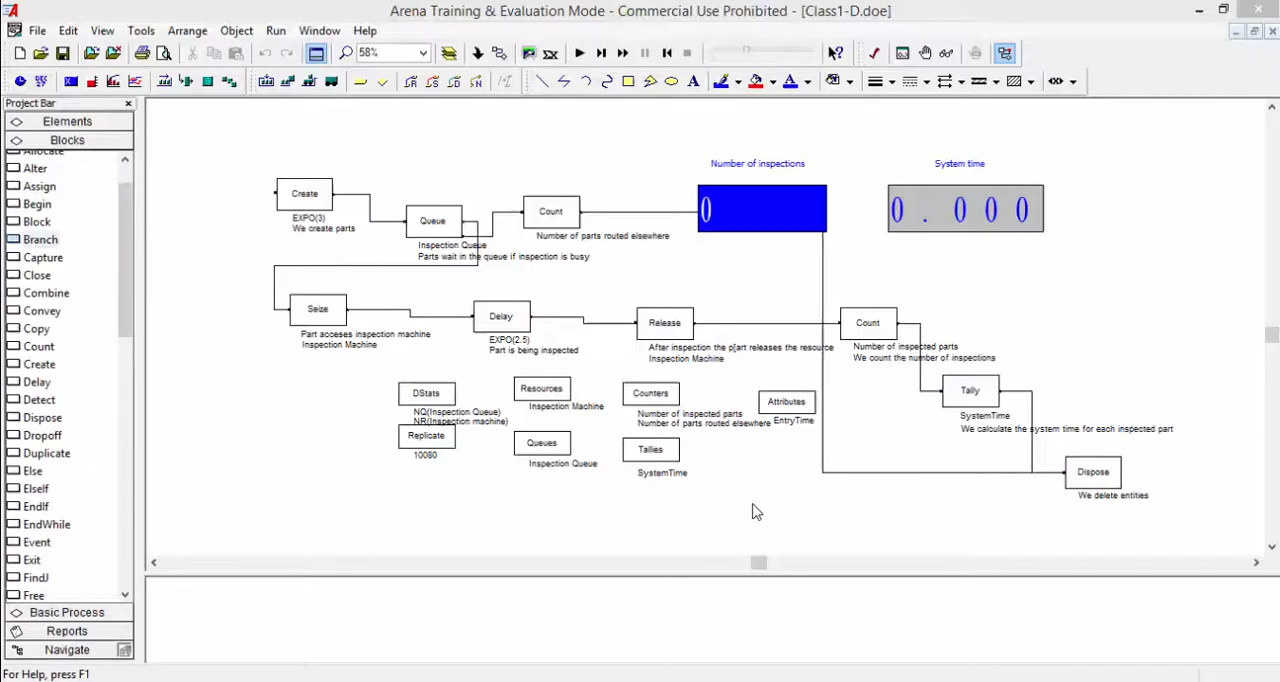 Arena Training & Evaluation Mode - Commercial Use Prohibited - [Class1-D.doe]
File Edit View Tools Arrange Object Run Window Help
58%
Project Bar
Elements
Blocks
Allocate
Alter
Assign
Begin
Block
Branch
Capture
Close
Combine
Convey
Copy
Count
Create
Delay
Detect
Dispose
Dropoff
Duplicate
Else
ElseIf
EndIf
EndWhile
Event
Exit
FindJ
Free
Basic Process
Reports
Navigate
Number of inspections
System time
Create
EXPO(3)
We create parts
Queue
Inspection Queue
Parts wait in the queue if inspection is busy
Count
Number of parts routed elsewhere
0
0.000
Seize
Part acceses inspection machine
Inspection Machine
Delay
EXPO(2.5)
Part is being inspected
Release
After inspection the p[art releases the resource
Inspection Machine
Count
Number of inspected parts
We count the number of inspections
Tally
SystemTime
We calculate the system time for each inspected part
DStats
NQ(Inspection Queue)
NR(Inspection machine)
Resources
Inspection Machine
Counters
Number of inspected parts
Number of parts routed elsewhere
Attributes
EntryTime
Replicate
10080
Queues
Inspection Queue
Tallies
SystemTime
Dispose
We delete entities
For Help, press F1